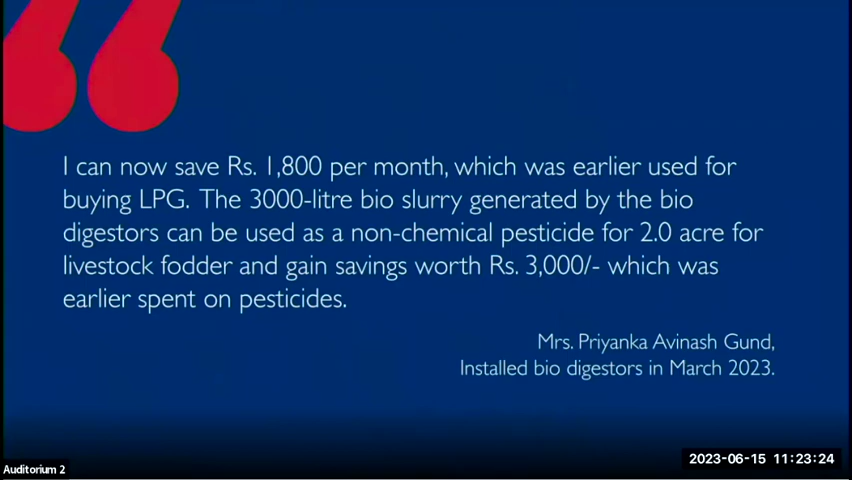 I can now save Rs. 1,800 per month, which was earlier used for
buying LPG. The 3000-litre bio slurry generated by the bio
digestors can be used as a non-chemical pesticide for 2.0 acre for
livestock fodder and gain savings worth Rs. 3,000/- which was
earlier spent on pesticides.
Mrs. Priyanka Avinash Gund,
Installed bio digestors in March 2023.
Auditorium 2
2023-06-15 11:23:24